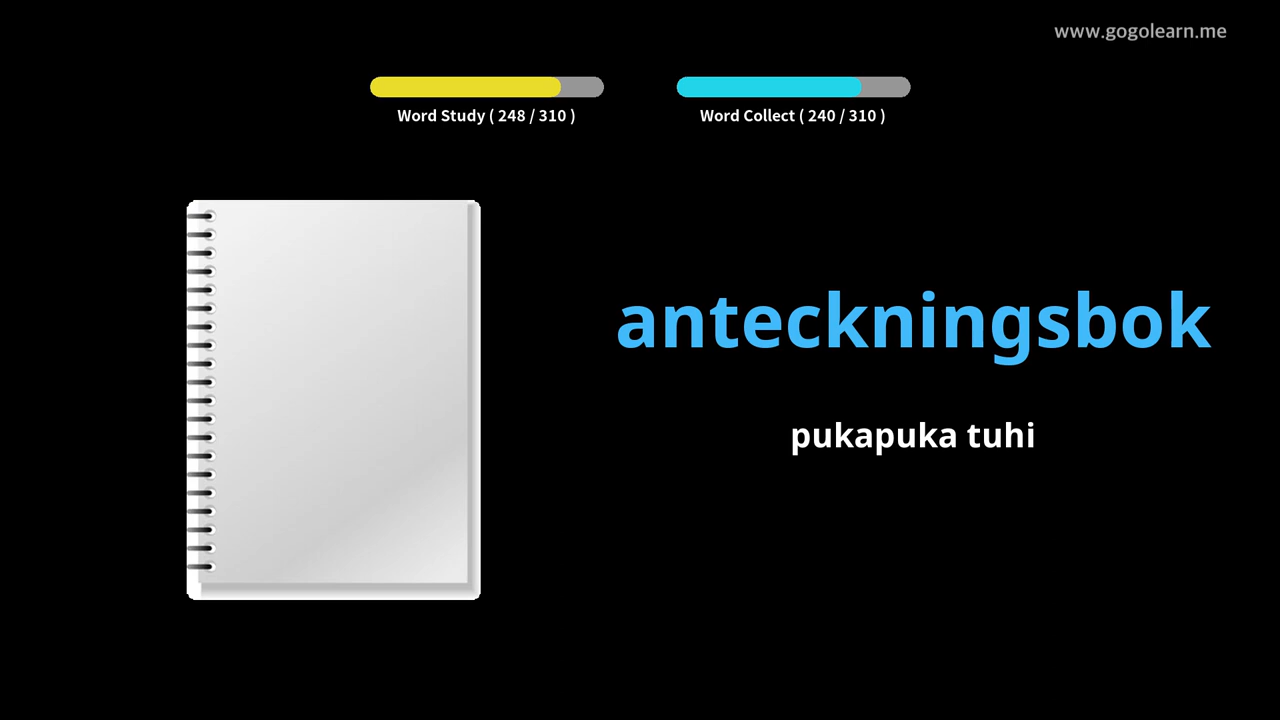 www.gogolearn.me
Word Study ( 248 / 310 )
Word Collect ( 240 / 310 )
anteckningsbok
pukapuka tuhi